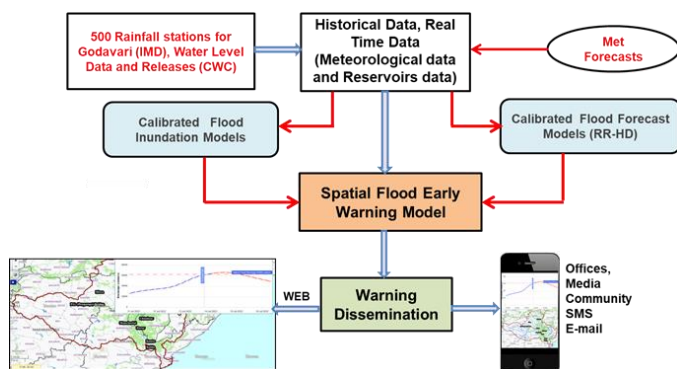 500 Rainfall stations for
Godavari (IMD), Water Level
Data and Releases (CWC)
Historical Data, Real
Time Data
(Meteorological data
and Reservoirs data)
Met
Forecasts
Calibrated Flood
Inundation Models
Calibrated Flood Forecast
Models (RR-HD)
Spatial Flood Early
Warning Model
WEB
Warning
Dissemination
Offices,
Media
Community
SMS
E-mail